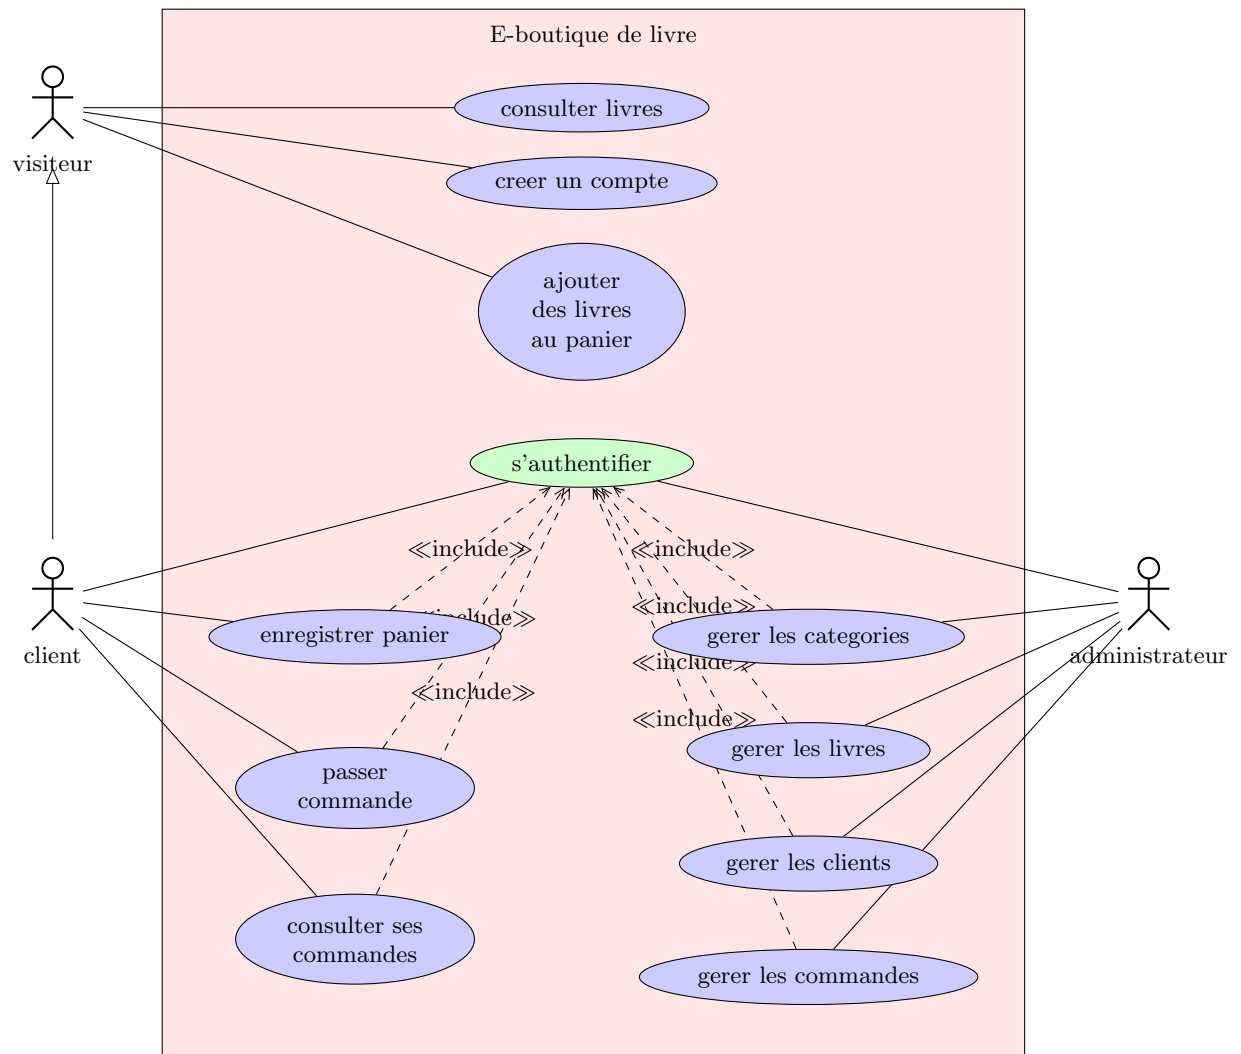 E-boutique de livre
visiteur
consulter livres
creer un compte
ajouter
des livres
au panier
s'authentifier
≪include≫
≪include≫
≪include≫
≪include≫
≪include≫
≪include≫
≪include≫
client
enregistrer panier
gerer les categories
administrateur
passer
commande
gerer les livres
gerer les clients
consulter ses
commandes
gerer les commandes